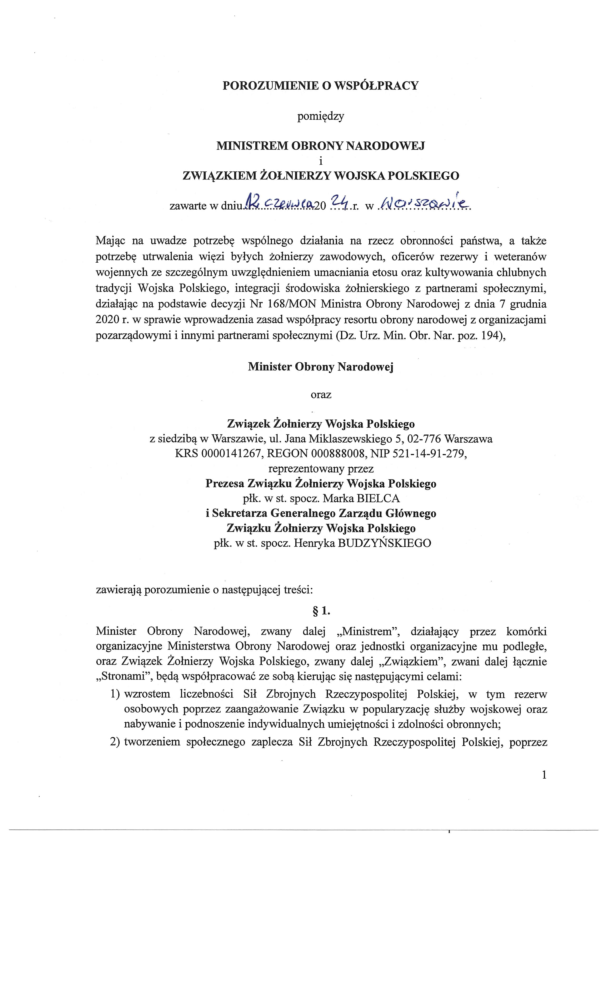 POROZUMIENIE O WSPÓŁPRACY
pomiędzy
MINISTREM OBRONY NARODOWEJ
i
ZWIĄZKIEM ŻOŁNIERZY WOJSKA POLSKIEGO
zawarte w dniu 12 czerwca 20 24 r. w Warszawie
Mając na uwadze potrzebę wspólnego działania na rzecz obronności państwa, a także
potrzebę utrwalenia więzi byłych żołnierzy zawodowych, oficerów rezerwy i weteranów
wojennych ze szczególnym uwzględnieniem umacniania etosu oraz kultywowania chlubnych
tradycji Wojska Polskiego, integracji środowiska żołnierskiego z partnerami społecznymi,
działając na podstawie decyzji Nr 168/MON Ministra Obrony Narodowej z dnia 7 grudnia
2020 r. w sprawie wprowadzenia zasad współpracy resortu obrony narodowej z organizacjami
pozarządowymi i innymi partnerami społecznymi (Dz. Urz. Min. Obr. Nar. poz. 194),
Minister Obrony Narodowej
oraz
Związek Żołnierzy Wojska Polskiego
z siedzibą w Warszawie, ul. Jana Miklaszewskiego 5, 02-776 Warszawa
KRS 0000141267, REGON 000888008, NIP 521-14-91-279,
reprezentowany przez
Prezesa Związku Żołnierzy Wojska Polskiego
płk. w st. spocz. Marka BIELCA
i Sekretarza Generalnego Zarządu Głównego
Związku Żołnierzy Wojska Polskiego
płk. w st. spocz. Henryka BUDZYŃSKIEGO
zawierają porozumienie o następującej treści:
§ 1.
Minister Obrony Narodowej, zwany dalej „Ministrem”, działający przez komórki
organizacyjne Ministerstwa Obrony Narodowej oraz jednostki organizacyjne mu podległe,
oraz Związek Żołnierzy Wojska Polskiego, zwany dalej „Związkiem”, zwani dalej łącznie
„Stronami”, będą współpracować ze sobą kierując się następującymi celami:
1) wzrostem liczebności Sił Zbrojnych Rzeczypospolitej Polskiej, w tym rezerw
osobowych poprzez zaangażowanie Związku w popularyzację służby wojskowej oraz
nabywanie i podnoszenie indywidualnych umiejętności i zdolności obronnych;
2) tworzeniem społecznego zaplecza Sił Zbrojnych Rzeczypospolitej Polskiej, poprzez
1